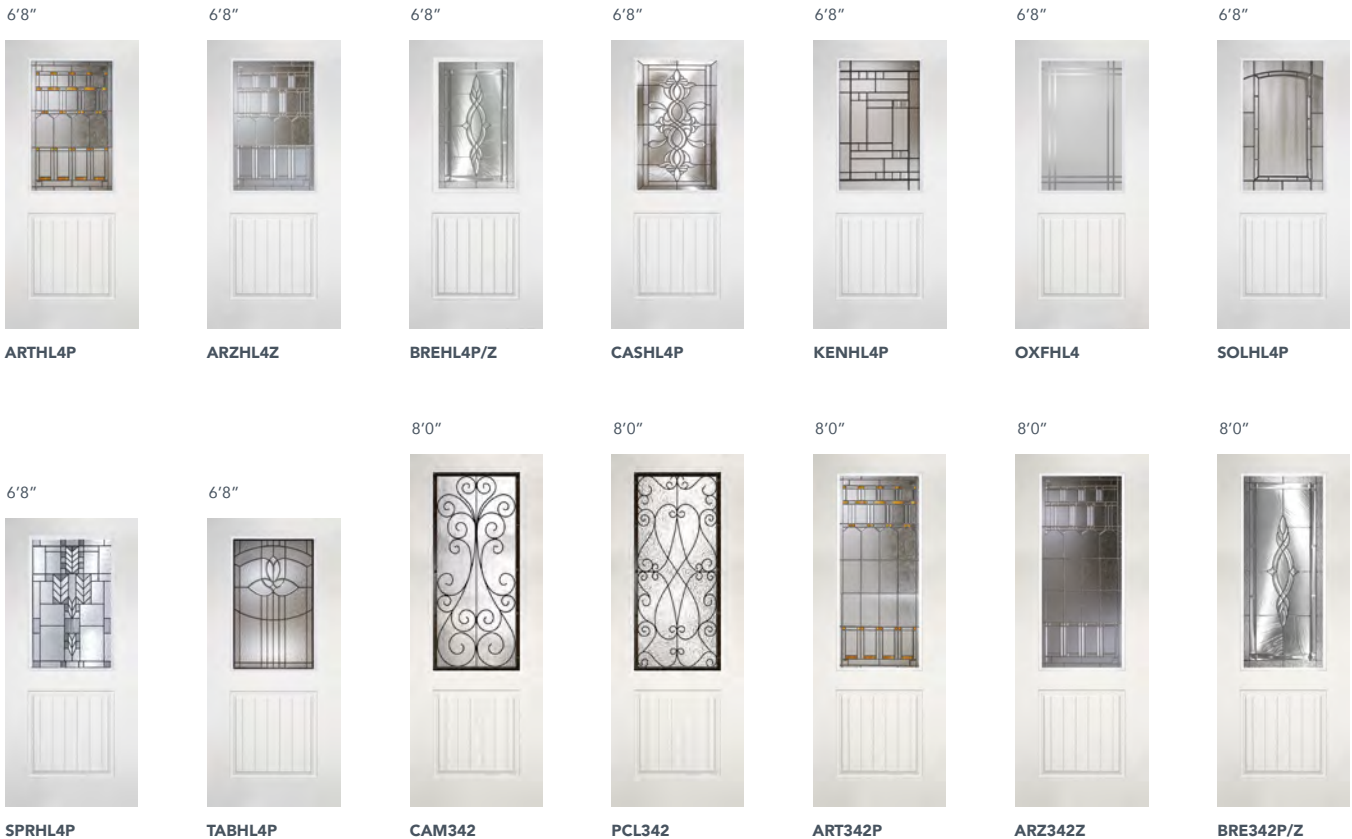 6’8”
6’8”
6’8”
6’8”
6’8”
6’8”
6’8”
ARTHL4P
ARZHL4Z
BREHL4P/Z
CASHL4P
KENHL4P
OXFHL4
SOLHL4P
8’0”
8’0”
8’0”
8’0”
8’0”
6’8”
6’8”
SPRHL4P
TABHL4P
CAM342
PCL342
ART342P
ARZ342Z
BRE342P/Z